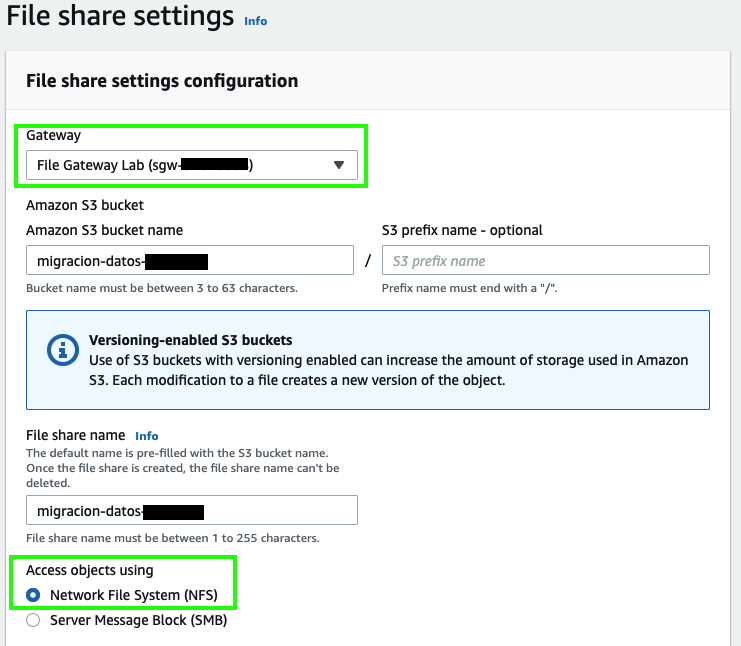 File share settings Info
File share settings configuration
Gateway
File Gateway Lab (sgw-)
Amazon S3 bucket
Amazon S3 bucket name
S3 prefix name - optional
migracion-datos-
/
S3 prefix name
Bucket name must be between 3 to 63 characters.
Prefix name must end with a "/".
Versioning-enabled S3 buckets
Use of S3 buckets with versioning enabled can increase the amount of storage used in Amazon
S3. Each modification to a file creates a new version of the object.
File share name Info
The default name is pre-filled with the S3 bucket name.
Once the file share is created, the file share name can't be
deleted.
migracion-datos-
File share name must be between 1 to 255 characters.
Access objects using
Network File System (NFS)
Server Message Block (SMB)